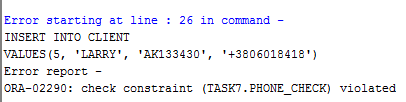 Error starting at line : 26 in command -
INSERT INTO CLIENT
VALUES(5, 'LARRY', 'AK133430', '+3806018418')
Error report -
ORA-02290: check constraint (TASK7.PHONE_CHECK) violated